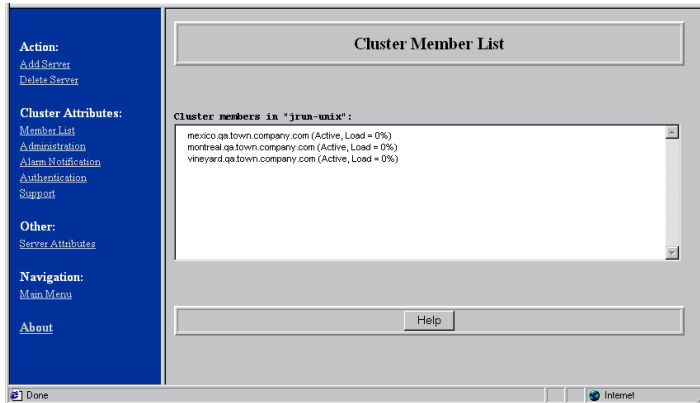 Action:
Add Server
Delete Server
Cluster Attributes:
Member List
Administration
Alarm Notification
Authentication
Support
Other:
Server Attributes
Navigation:
Main Menu
About
Cluster Member List
Cluster members in "jrun-unix":
mexico.qa.town.company.com (Active, Load = 0%)
montreal.qa.town.company.com (Active, Load = 0%)
vineyard.qa.town.company.com (Active, Load = 0%)
Help
Done
Internet